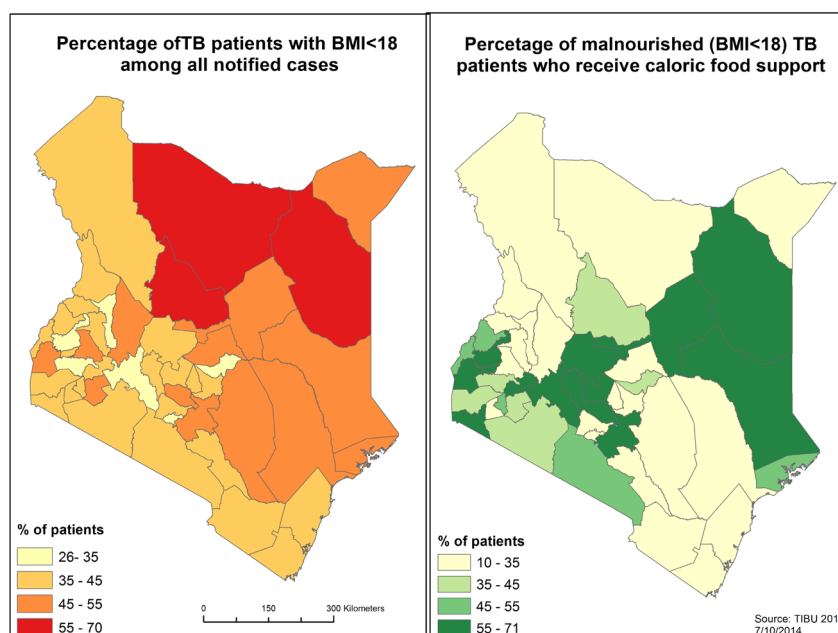 Percentage ofTB patients with BMI<18
among all notified cases
% of patients
26- 35
35 - 45
45 - 55
55 - 70
0 150 300 Kilometers
Percetage of malnourished (BMI<18) TB
patients who receive caloric food support
% of patients
10 - 35
35 - 45
45 - 55
55 - 71
Source: TIBU 201
7/10/2014